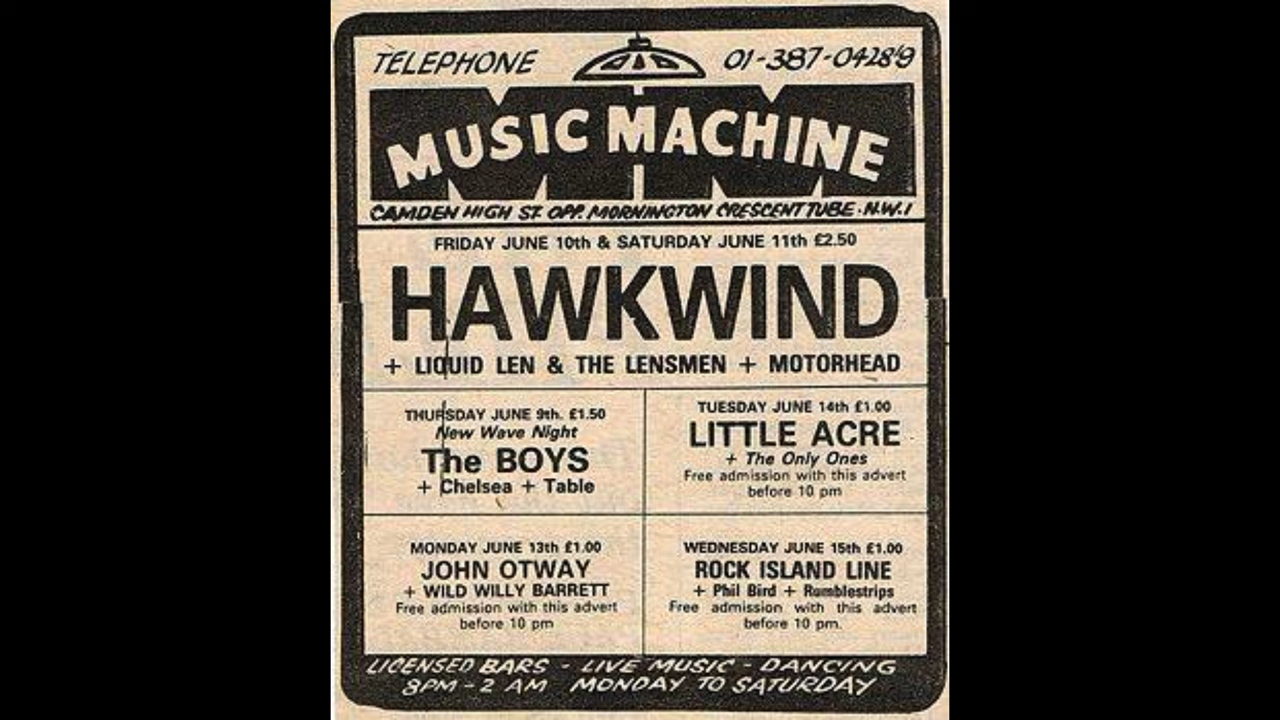 TELEPHONE 01-387-0428/9
MUSIC MACHINE
CAMDEN HIGH ST. OPP. MORNINGTON CRESCENT TUBE. N.W.1
FRIDAY JUNE 10th & SATURDAY JUNE 11th £2.50
HAWKWIND
+ LIQUID LEN & THE LENSMEN + MOTORHEAD
THURSDAY JUNE 9th. £1.50
New Wave Night
The BOYS
+ Chelsea + Table
TUESDAY JUNE 14th £1.00
LITTLE ACRE
+ The Only Ones
Free admission with this advert
before 10 pm
MONDAY JUNE 13th £1.00
JOHN OTWAY
+ WILD WILLY BARRETT
Free admission with this advert
before 10 pm
WEDNESDAY JUNE 15th £1.00
ROCK ISLAND LINE
+ Phil Bird + Rumblestrips
Free admission with this advert
before 10 pm.
LICENSED BARS - LIVE MUSIC - DANCING
8PM - 2 AM MONDAY TO SATURDAY